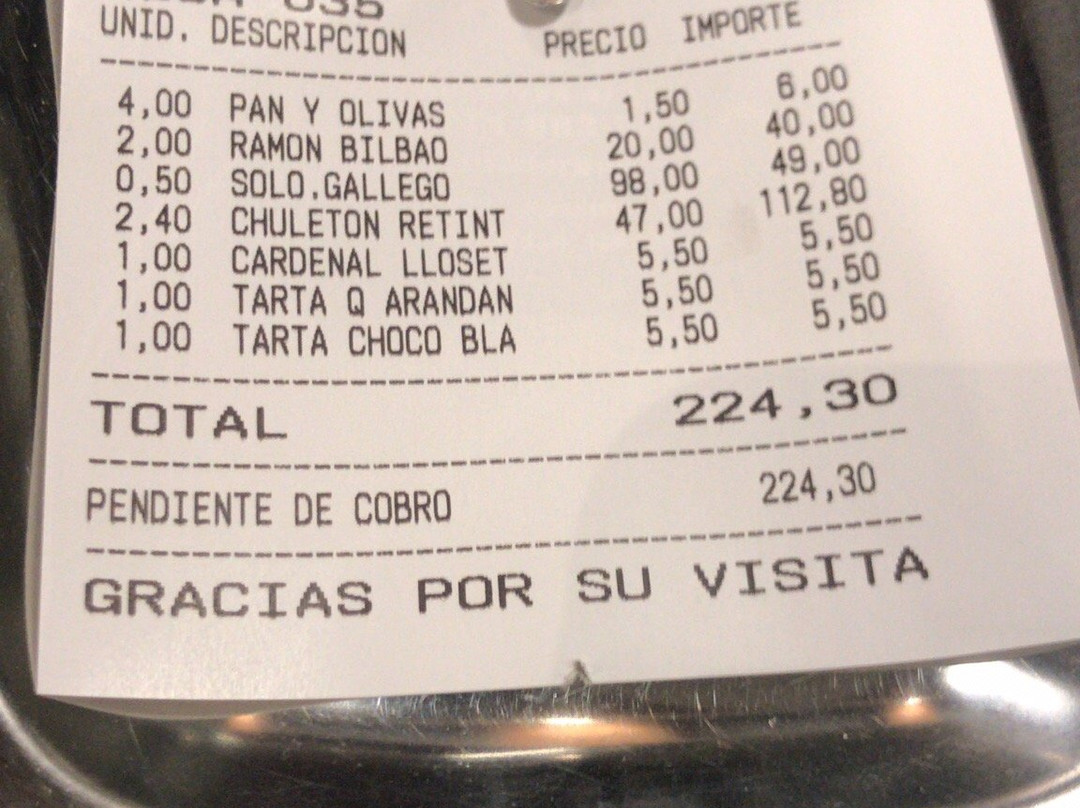 035
UNID. DESCRIPCION PRECIO IMPORTE
4,00 PAN Y OLIVAS 1,50 6,00
2,00 RAMON BILBAO 20,00 40,00
0,50 SOLO.GALLEGO 98,00 49,00
2,40 CHULETON RETINT 47,00 112,80
1,00 CARDENAL LLOSET 5,50 5,50
1,00 TARTA Q ARANDAN 5,50 5,50
1,00 TARTA CHOCO BLA 5,50 5,50
TOTAL 224,30
PENDIENTE DE COBRO 224,30
GRACIAS POR SU VISITA